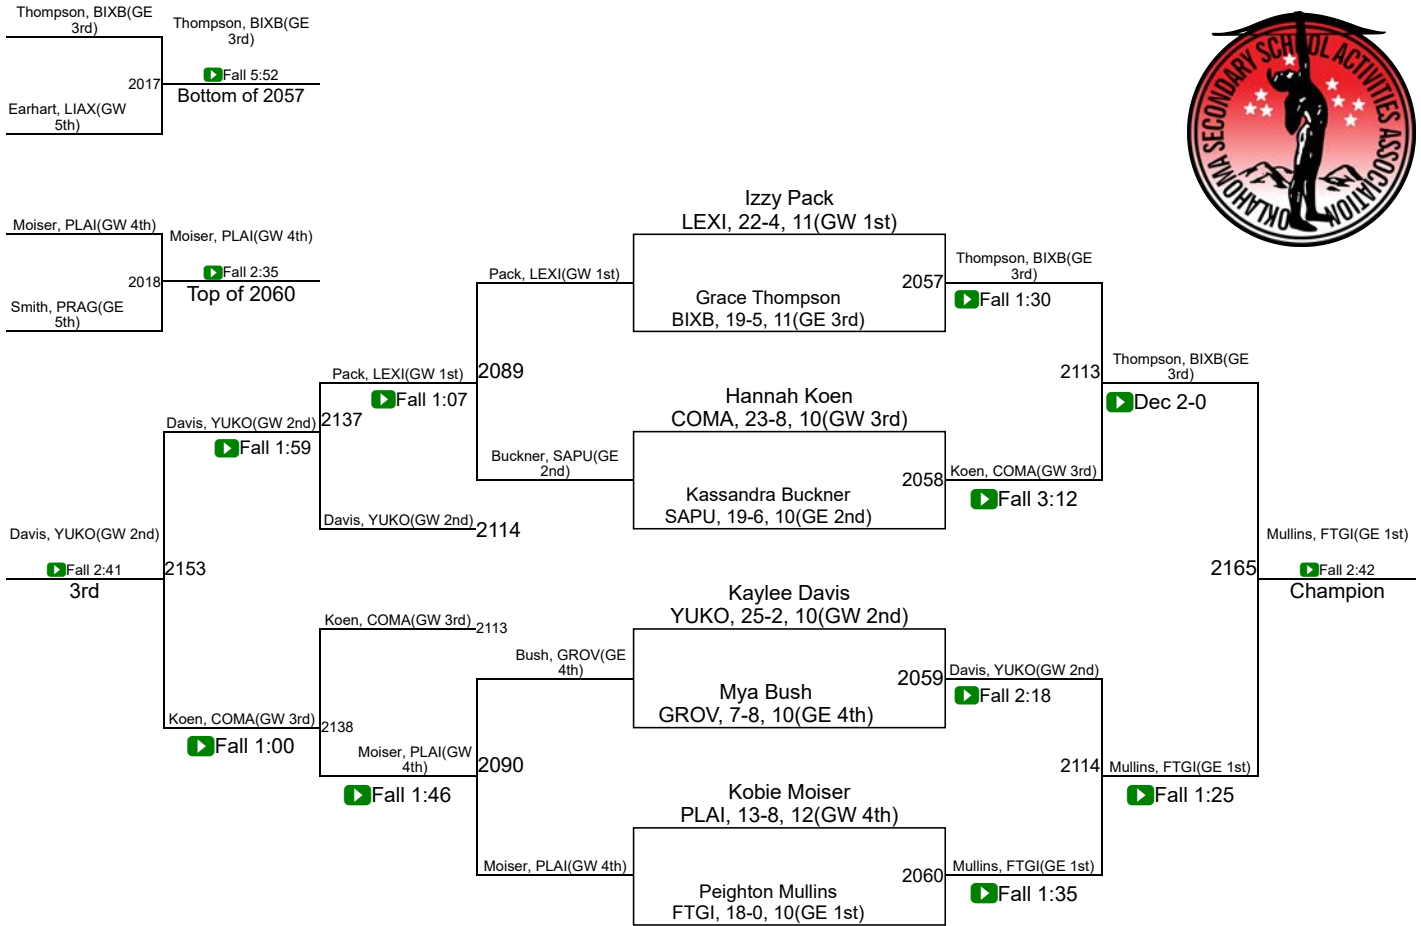 Thompson, BIXB(GE
3rd)
Thompson, BIXB(GE
3rd)
Fall 5:52
2017
Bottom of 2057
Earhart, LIAX(GW
5th)
Moiser, PLAI(GW 4th)
Moiser, PLAI(GW 4th)
Fall 2:35
2018
Top of 2060
Smith, PRAG(GE
5th)
OKLAHOMA SECONDARY SCHOOL ACTIVITIES ASSOCIATION
Izzy Pack
LEXI, 22-4, 11(GW 1st)
Pack, LEXI(GW 1st)
2057
Thompson, BIXB(GE
3rd)
Fall 1:30
Grace Thompson
BIXB, 19-5, 11(GE 3rd)
Pack, LEXI(GW 1st)
2089
Fall 1:07
2113
Thompson, BIXB(GE
3rd)
Dec 2-0
Hannah Koen
COMA, 23-8, 10(GW 3rd)
Davis, YUKO(GW 2nd)
2137
Fall 1:59
Buckner, SAPU(GE
2nd)
2058
Koen, COMA(GW 3rd)
Fall 3:12
Kassandra Buckner
SAPU, 19-6, 10(GE 2nd)
Davis, YUKO(GW 2nd)
2114
Davis, YUKO(GW 2nd)
Fall 2:41
3rd
2153
2165
Mullins, FTGI(GE 1st)
Fall 2:42
Champion
Kaylee Davis
YUKO, 25-2, 10(GW 2nd)
Koen, COMA(GW 3rd)
2113
Bush, GROV(GE
4th)
2059
Davis, YUKO(GW 2nd)
Fall 2:18
Mya Bush
GROV, 7-8, 10(GE 4th)
Koen, COMA(GW 3rd)
2138
Fall 1:00
Moiser, PLAI(GW
4th)
2090
Fall 1:46
2114
Mullins, FTGI(GE 1st)
Fall 1:25
Kobie Moiser
PLAI, 13-8, 12(GW 4th)
Moiser, PLAI(GW 4th)
2060
Mullins, FTGI(GE 1st)
Fall 1:35
Peighton Mullins
FTGI, 18-0, 10(GE 1st)